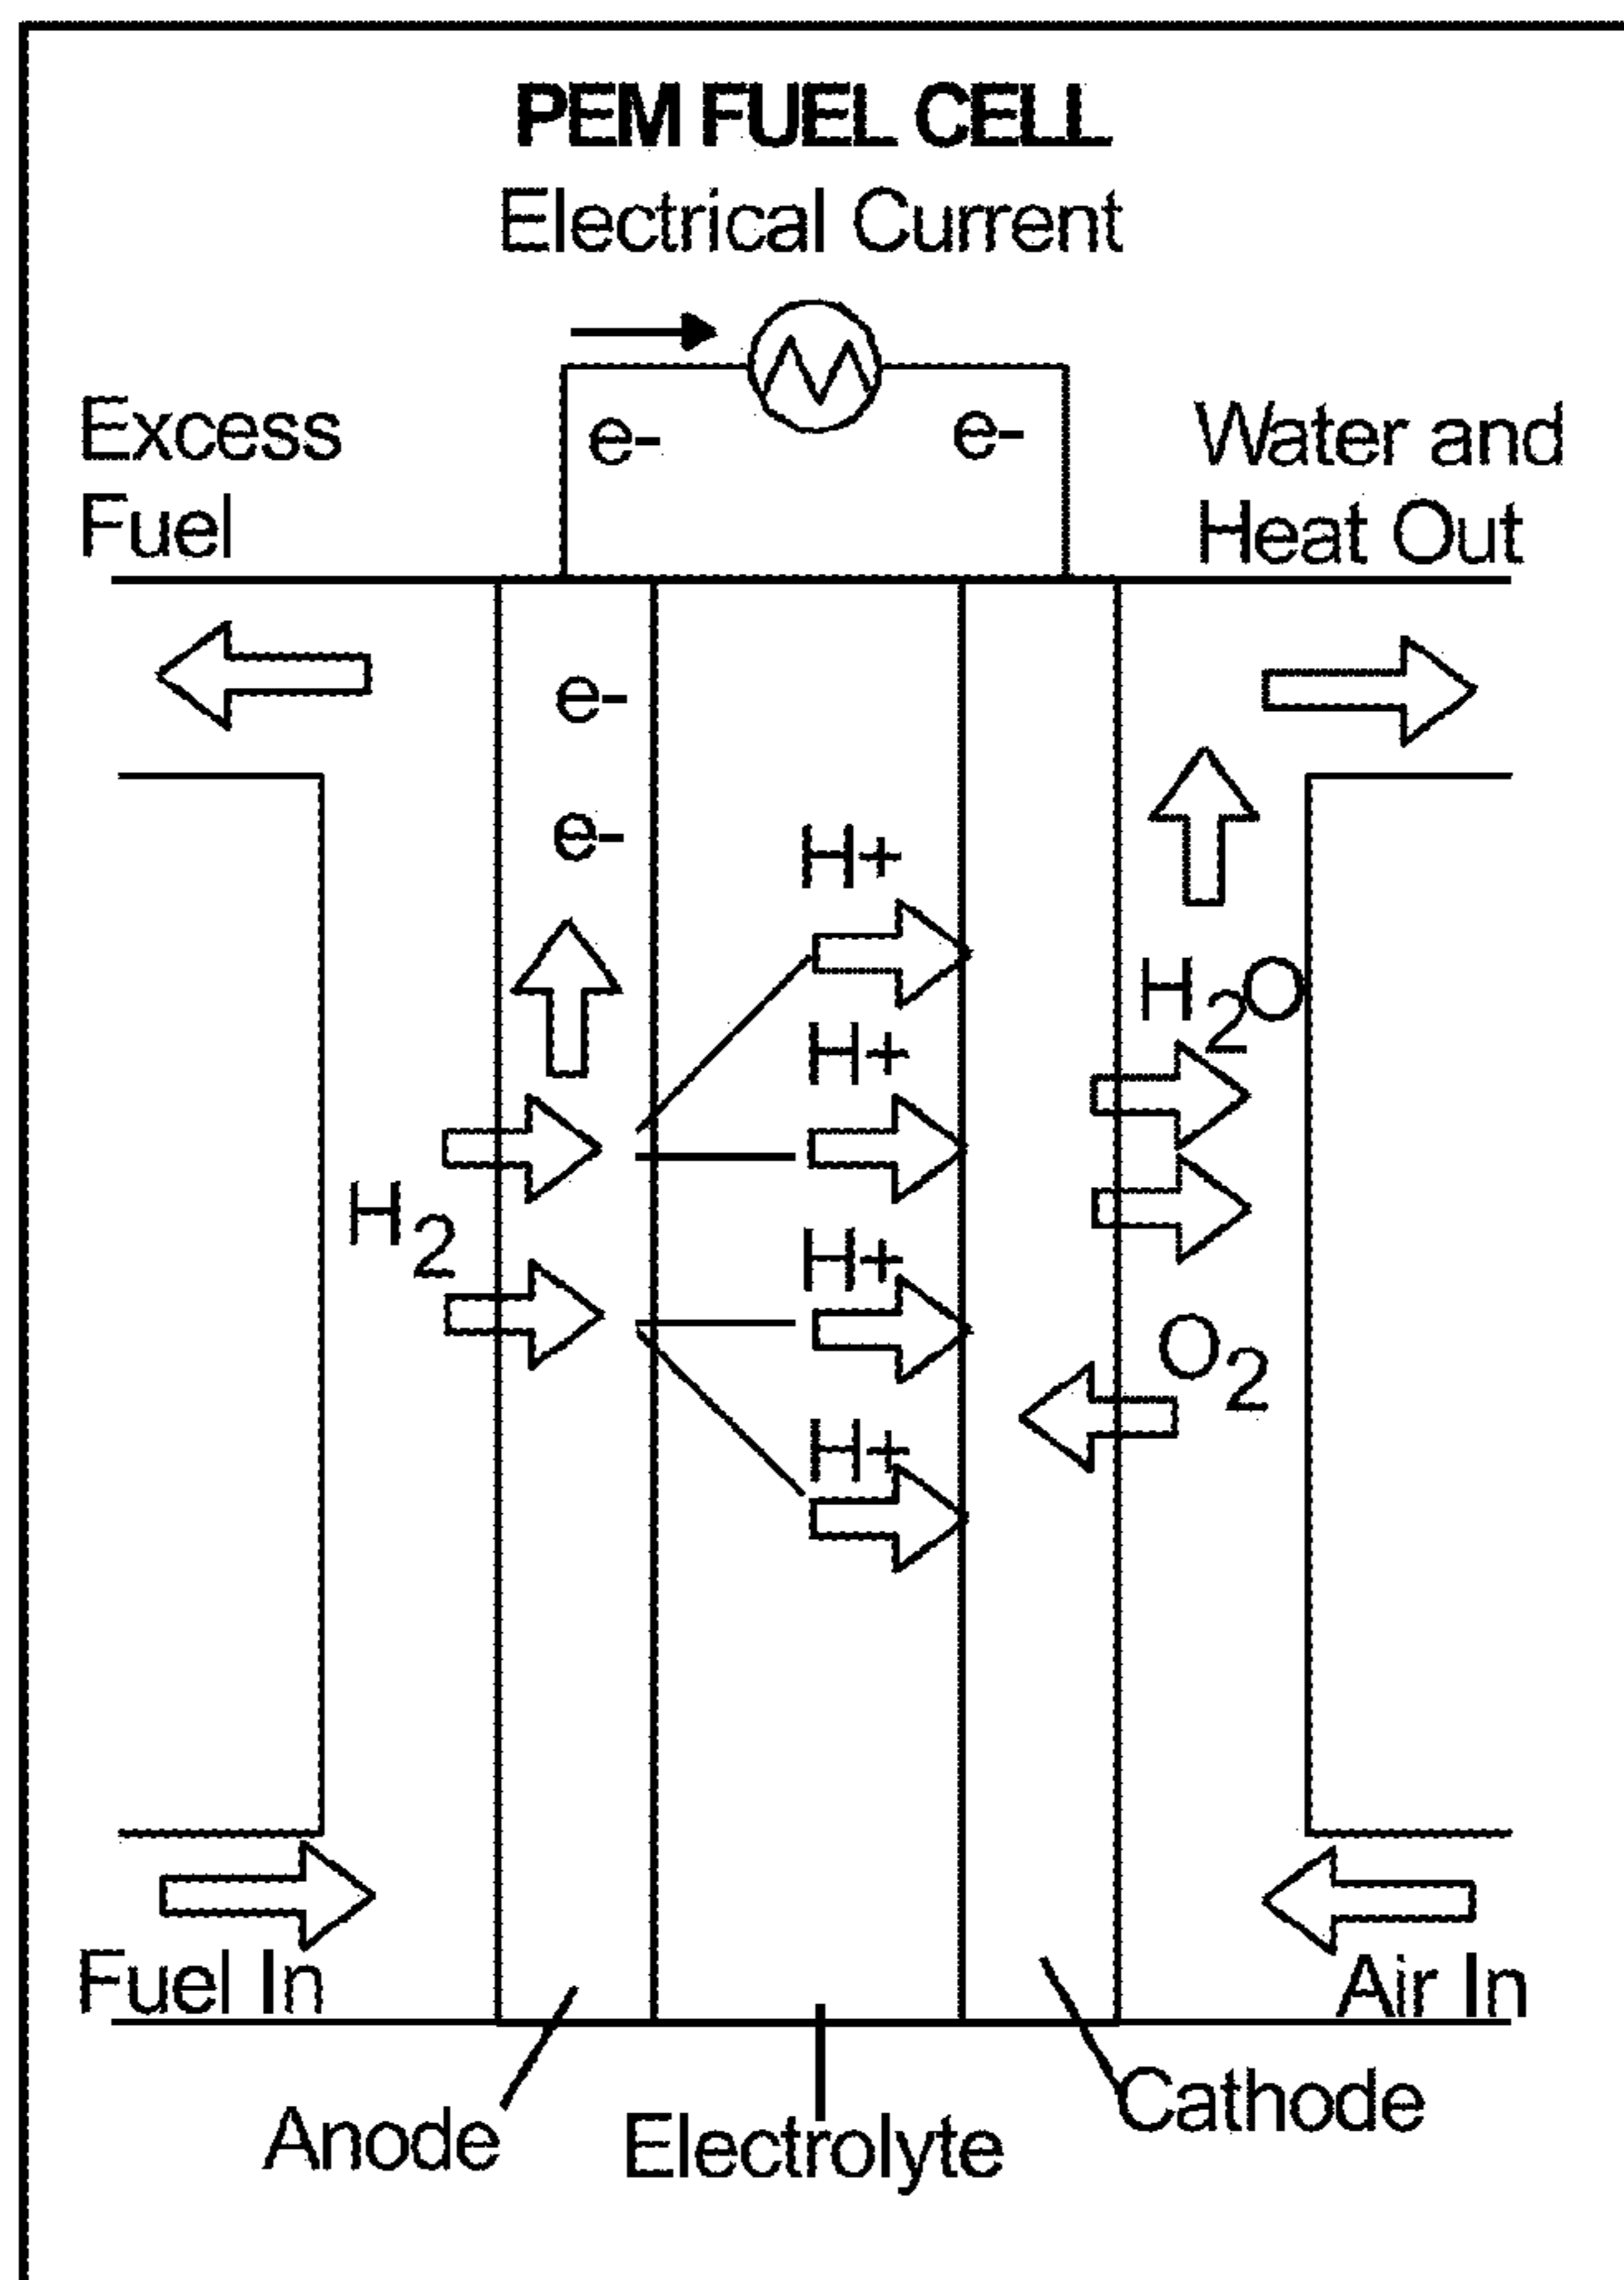 PEM FUEL CELL
Electrical Current
e-
e-
Excess
Fuel
Water and
Heat Out
e-
e-
H+
H2O
H+
H2
H+
O2
H+
Fuel In
Air In
Anode
Electrolyte
Cathode